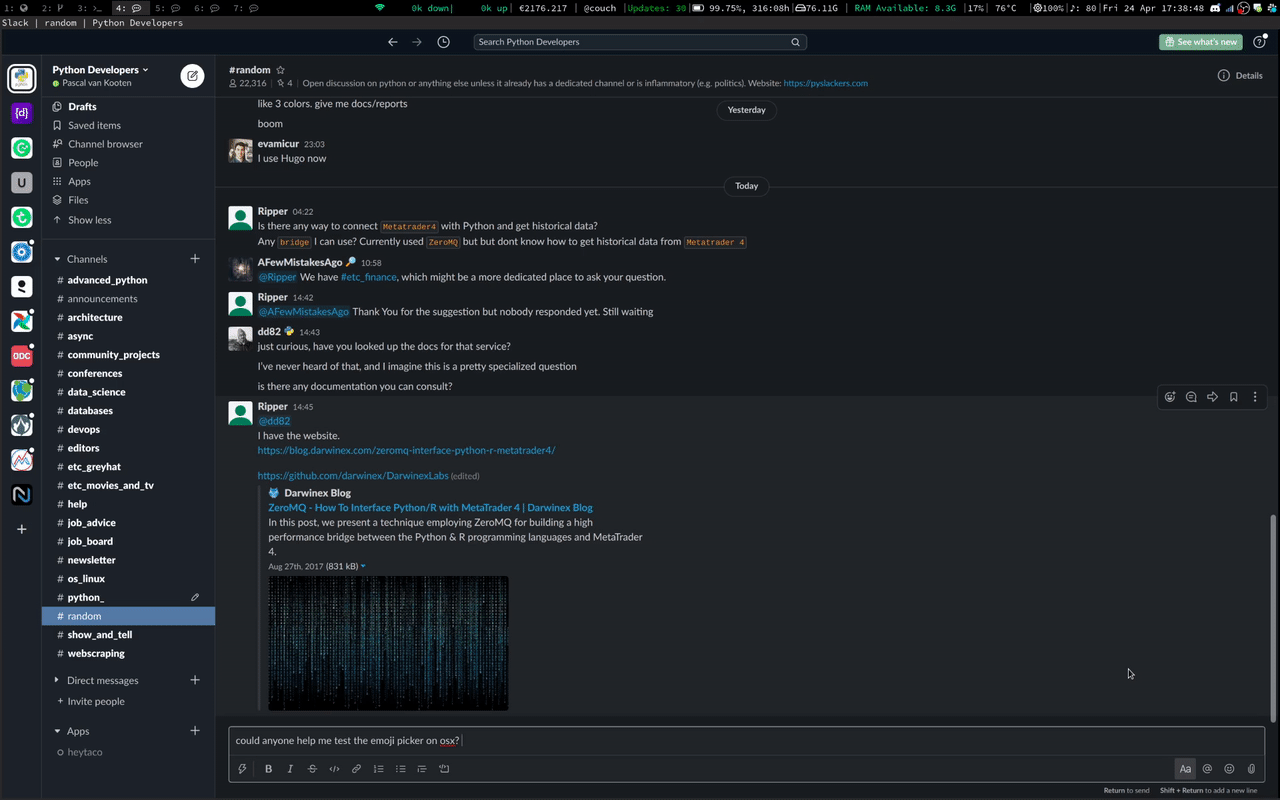 1: 2: 3: 4: 5: 6: 7: 0k down| 0k up | €2176.217 | @couch |Updates: 30| 99.75%, 316:08h| 76.11G | RAM Available: 8.3G |17% | 76°C | 100%|♪: 80 |Fri 24 Apr 17:38:48
Slack | random | Python Developers
Search Python Developers
See what's new
Python Developers
Pascal van Kooten
Drafts
Saved items
Channel browser
People
Apps
Files
Show less
Channels
# advanced_python
# announcements
# architecture
# async
# community_projects
# conferences
# data_science
# databases
# devops
# editors
# etc_greyhat
# etc_movies_and_tv
# help
# job_advice
# job_board
# newsletter
# os_linux
# python_
# random
# show_and_tell
# webscraping
Direct messages
+ Invite people
Apps
heytaco
{d}
U
ODC
#random
22,316 | 4 | Open discussion on python or anything else unless it already has a dedicated channel or is inflammatory (e.g. politics). Website: https://pyslackers.com
Details
like 3 colors. give me docs/reports
Yesterday
boom
evamicur 23:03
I use Hugo now
Today
Ripper 04:22
Is there any way to connect Metatrader4 with Python and get historical data?
Any bridge I can use? Currently used ZeroMQ but but dont know how to get historical data from Metatrader 4
AFewMistakesAgo 10:58
@Ripper We have #etc_finance, which might be a more dedicated place to ask your question.
Ripper 14:42
@AFewMistakesAgo Thank You for the suggestion but nobody responded yet. Still waiting
dd82 14:43
just curious, have you looked up the docs for that service?
I've never heard of that, and I imagine this is a pretty specialized question
is there any documentation you can consult?
Ripper 14:45
@dd82
I have the website.
https://blog.darwinex.com/zeromq-interface-python-r-metatrader4/
https://github.com/darwinex/DarwinexLabs (edited)
Darwinex Blog
ZeroMQ - How To Interface Python/R with MetaTrader 4 | Darwinex Blog
In this post, we present a technique employing ZeroMQ for building a high
performance bridge between the Python & R programming languages and MetaTrader
4.
Aug 27th, 2017 (831 kB)
could anyone help me test the emoji picker on osx?
B I S </> Aa @
Return to send Shift + Return to add a new line